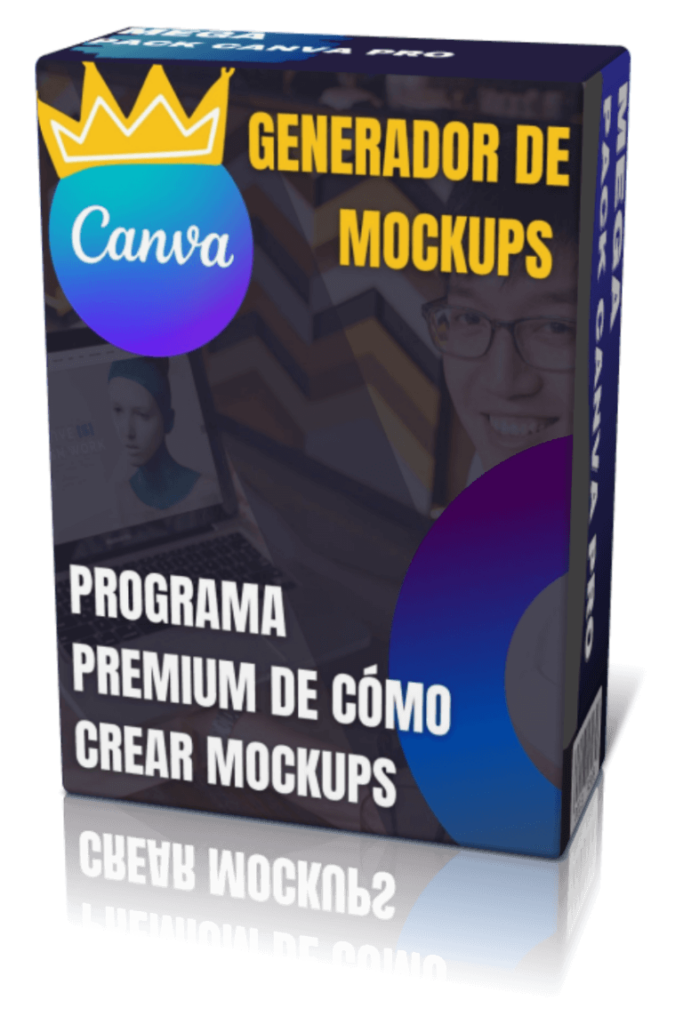 MEGA
PACK CANVA PRO
Canva
GENERADOR DE
MOCKUPS
PROGRAMA
PREMIUM DE CÓMO
CREAR MOCKUPS
MEGA
PACK CANVA PRO